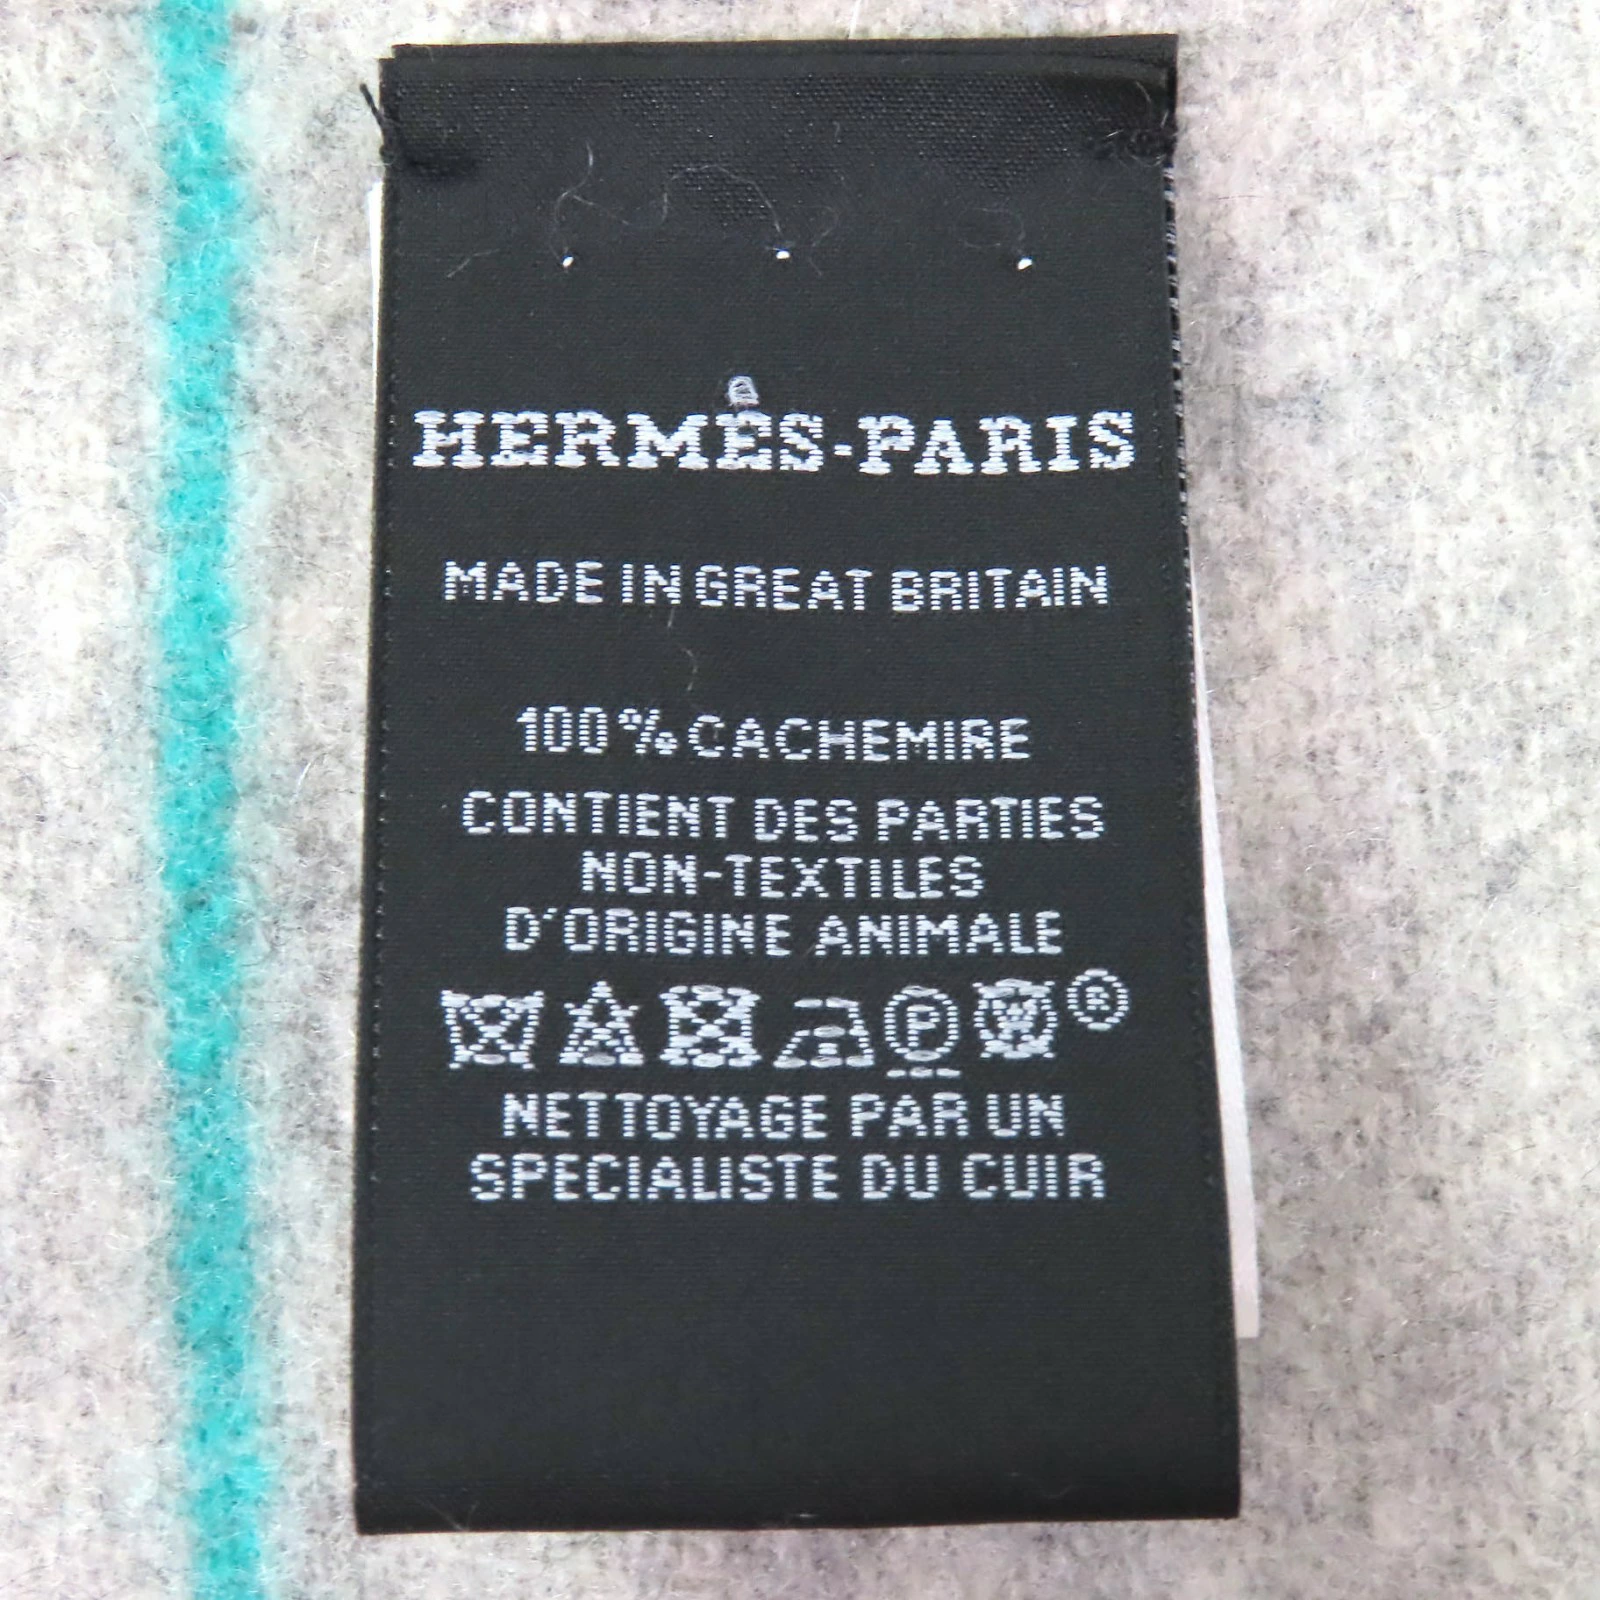 HERMÈS-PARIS
MADE IN GREAT BRITAIN
100% CACHEMIRE
CONTIENT DES PARTIES
NON-TEXTILES
D'ORIGINE ANIMALE
P ®
NETTOYAGE PAR UN
SPECIALISTE DU CUIR